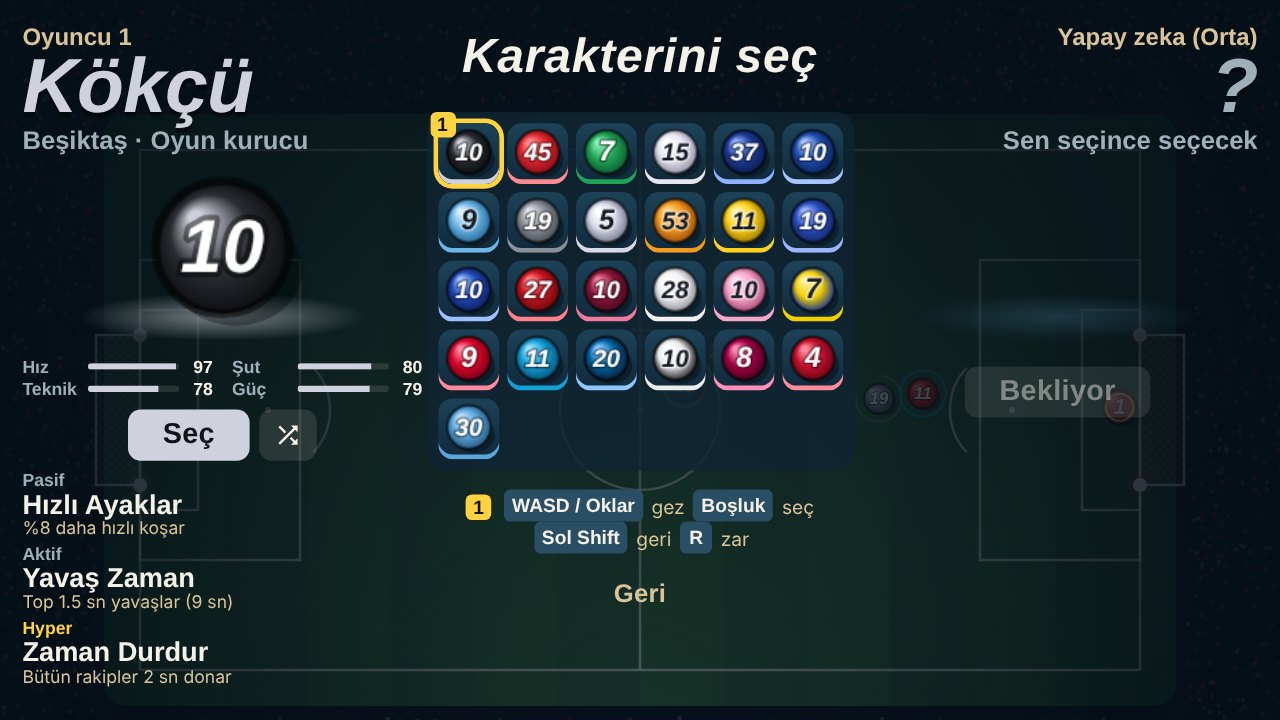 Oyuncu 1
Kökçü
Beşiktaş · Oyun kurucu
Karakterini seç
Yapay zeka (Orta)
?
Sen seçince seçecek
10
1
10 45 7 15 37 10
9 19 5 53 11 19
10 27 10 28 10 7
9 11 20 10 8 4
30
Hız 97 Şut 80
Teknik 78 Güç 79
Seç
Pasif
Hızlı Ayaklar
%8 daha hızlı koşar
Aktif
Yavaş Zaman
Top 1.5 sn yavaşlar (9 sn)
Hyper
Zaman Durdur
Bütün rakipler 2 sn donar
1 WASD / Oklar gez Boşluk seç
Sol Shift geri R zar
Geri
19 11
Bekliyor
1